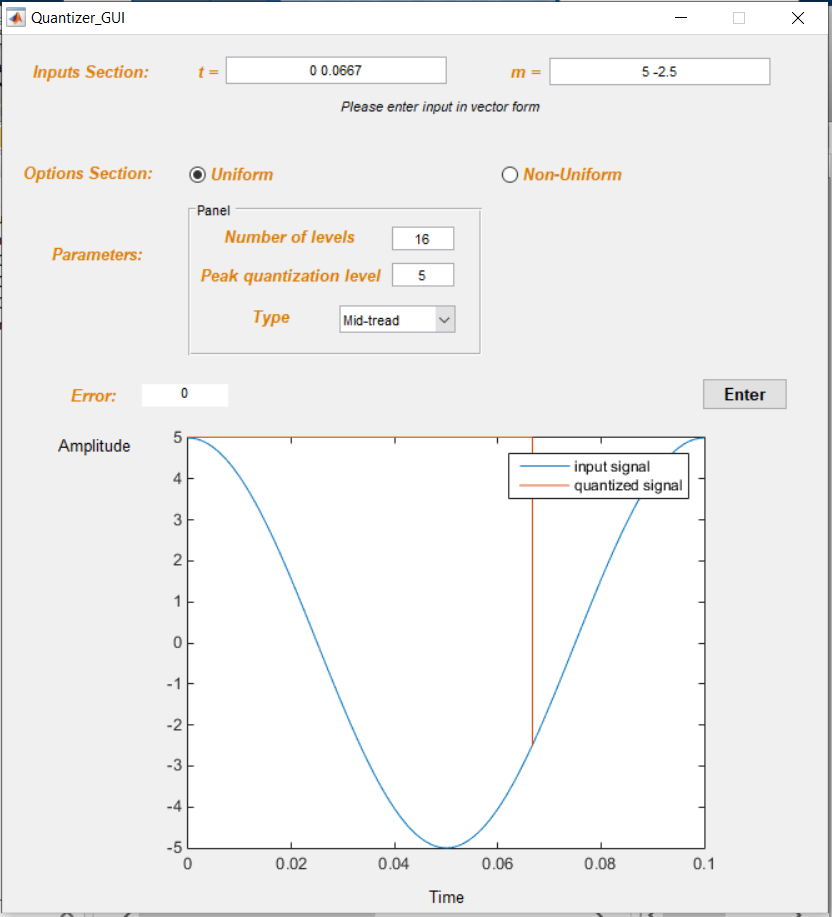 Quantizer_GUI
Inputs Section: t = 0 0.0667 m = 5 -2.5
Please enter input in vector form
Options Section: Uniform Non-Uniform
Panel
Parameters:
Number of levels 16
Peak quantization level 5
Type Mid-tread
Error: 0 Enter
Amplitude
input signal
quantized signal
5
4
3
2
1
0
-1
-2
-3
-4
-5
0 0.02 0.04 0.06 0.08 0.1
Time